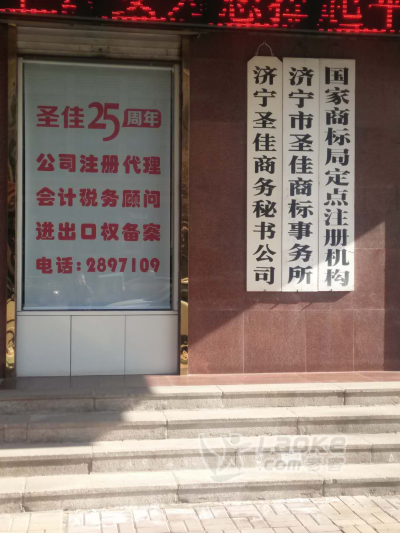 圣佳25周年
公司注册代理
会计税务顾问
进出口权备案
电话:2897109
国家商标局定点注册机构
济宁市圣佳商标事务所
济宁圣佳商务秘书公司
Laoke
.com